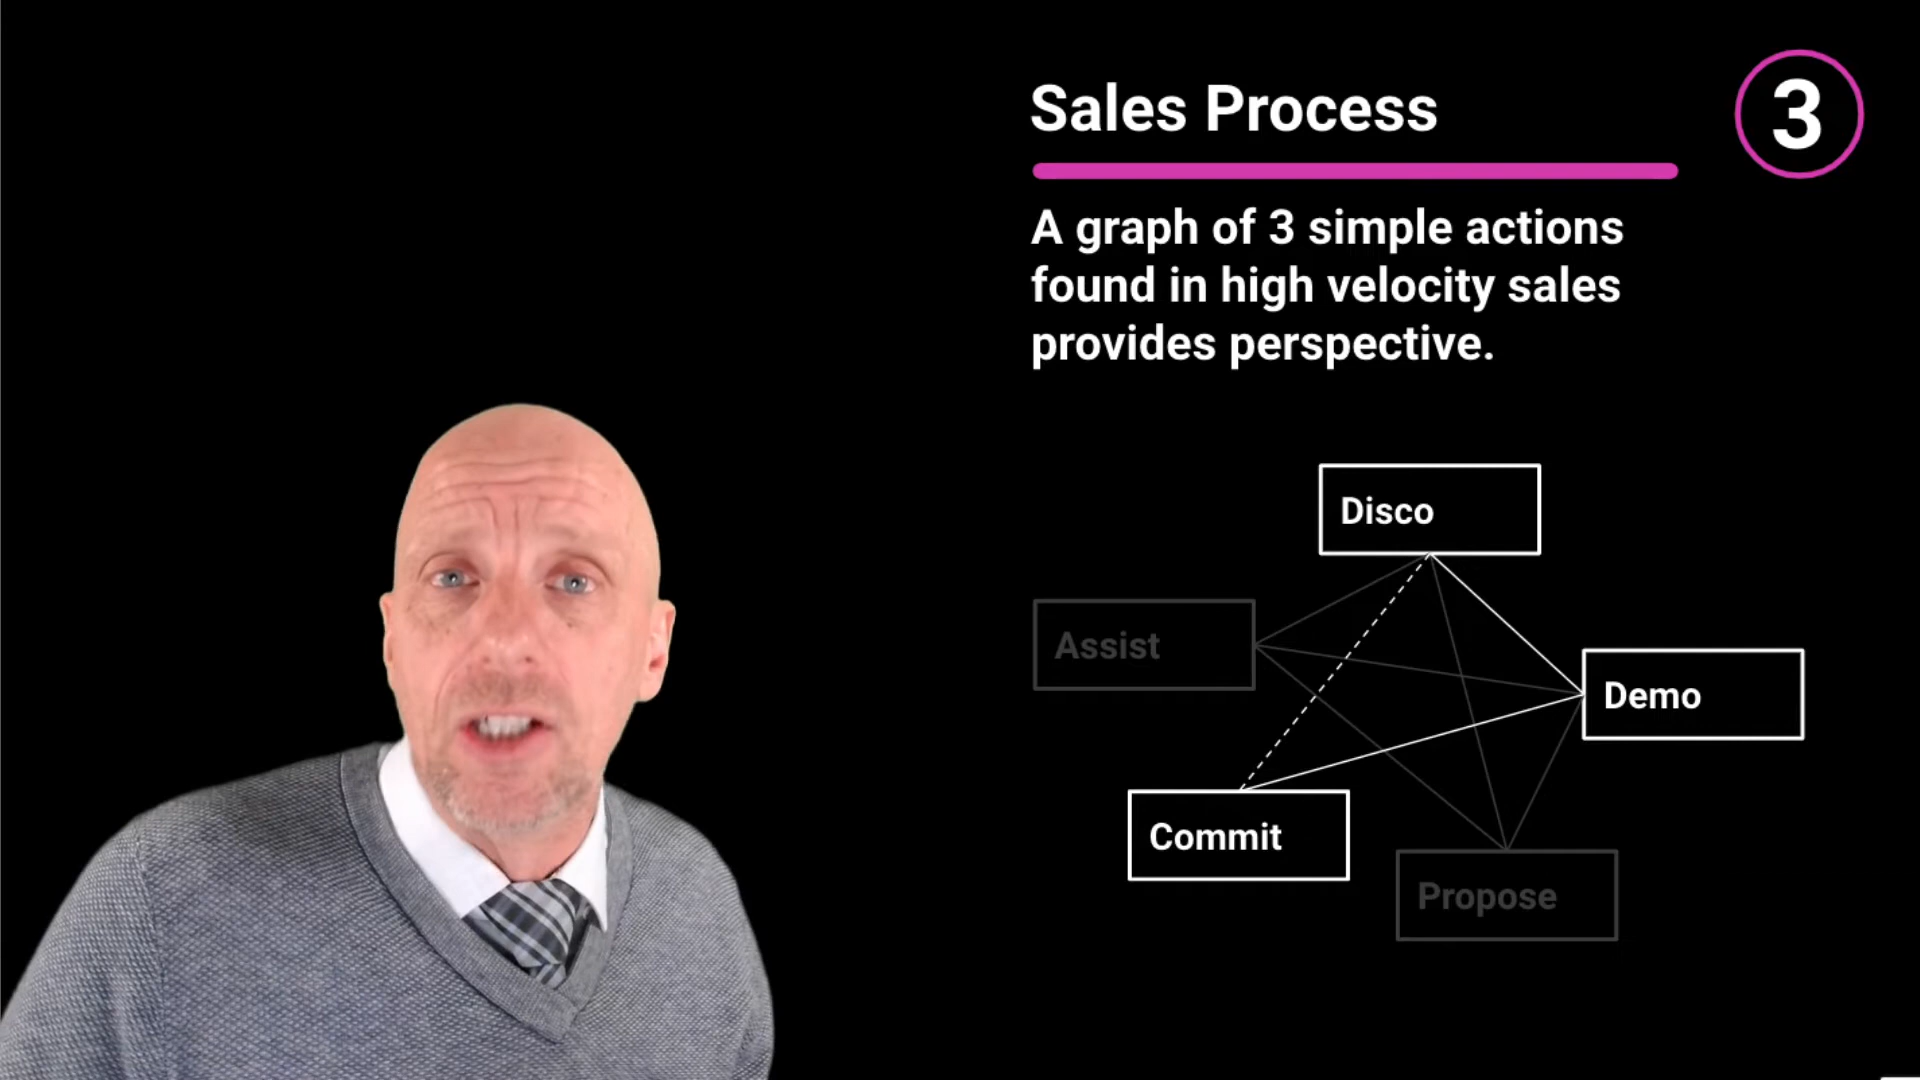 Sales Process
3
A graph of 3 simple actions
found in high velocity sales
provides perspective.
Disco
Assist
Demo
Commit
Propose